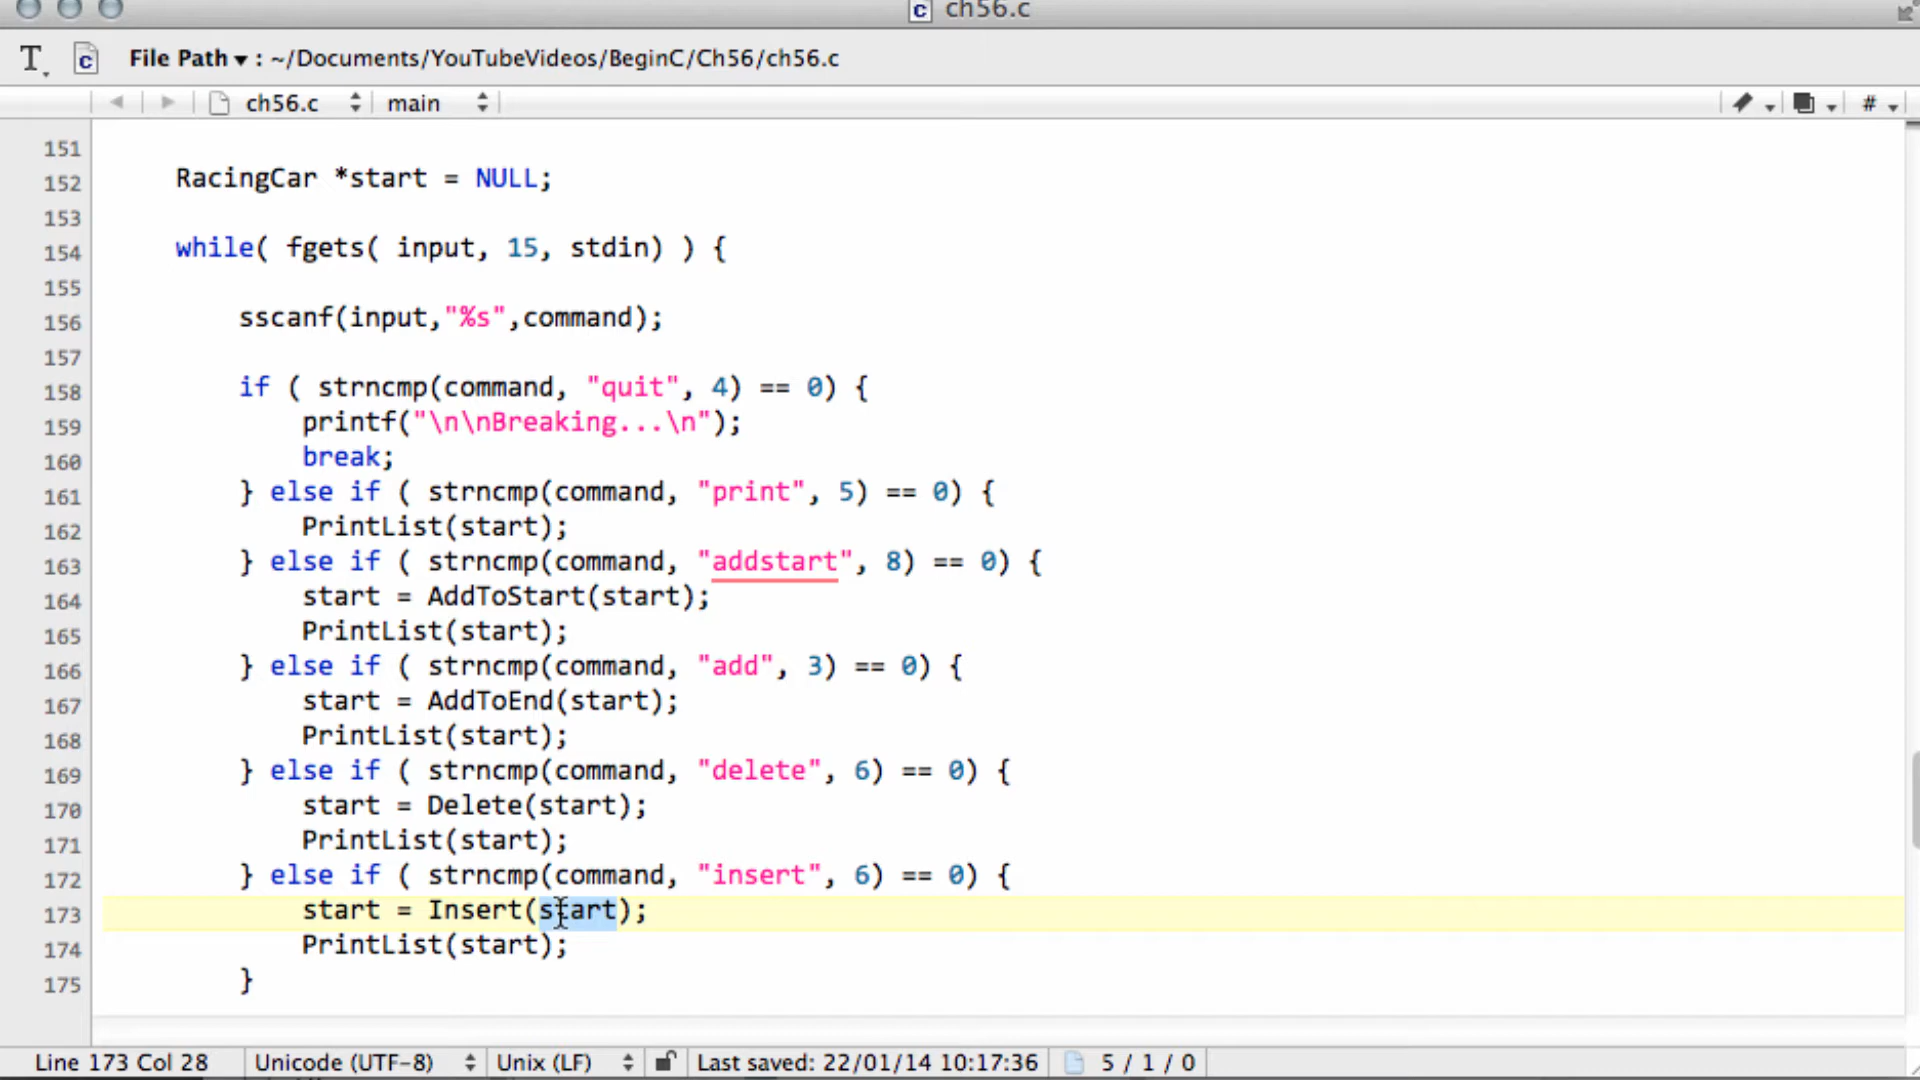 ch56.c
File Path ▾ : ~/Documents/YouTubeVideos/BeginC/Ch56/ch56.c
ch56.c main #
151
152 RacingCar *start = NULL;
153
154 while( fgets( input, 15, stdin) ) {
155
156 sscanf(input,"%s",command);
157
158 if ( strncmp(command, "quit", 4) == 0) {
159 printf("\n\nBreaking...\n");
160 break;
161 } else if ( strncmp(command, "print", 5) == 0) {
162 PrintList(start);
163 } else if ( strncmp(command, "addstart", 8) == 0) {
164 start = AddToStart(start);
165 PrintList(start);
166 } else if ( strncmp(command, "add", 3) == 0) {
167 start = AddToEnd(start);
168 PrintList(start);
169 } else if ( strncmp(command, "delete", 6) == 0) {
170 start = Delete(start);
171 PrintList(start);
172 } else if ( strncmp(command, "insert", 6) == 0) {
173 start = Insert(start);
174 PrintList(start);
175 }
Line 173 Col 28 Unicode (UTF-8) Unix (LF) Last saved: 22/01/14 10:17:36 5 / 1 / 0